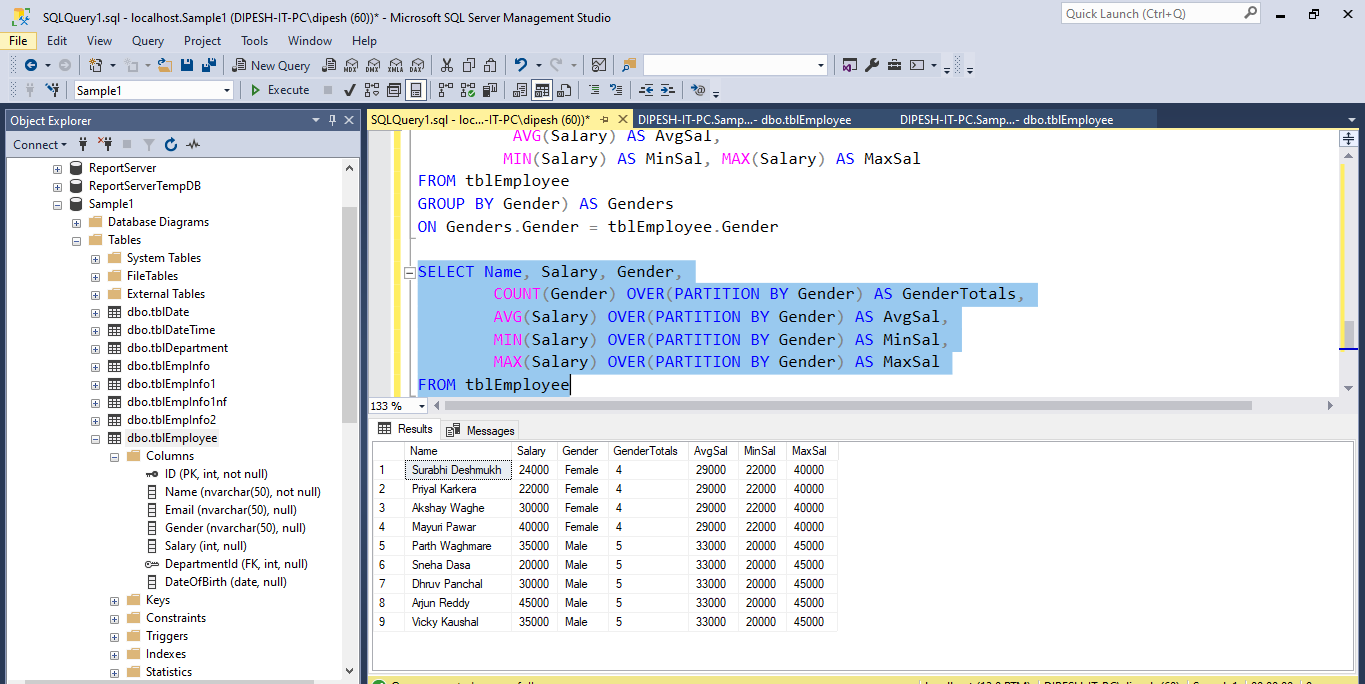 SQLQuery1.sql - localhost.Sample1 (DIPESH-IT-PC\dipesh (60))* - Microsoft SQL Server Management Studio
Quick Launch (Ctrl+Q)
File Edit View Query Project Tools Window Help
New Query MDX DMX XMLA DAX
Sample1 Execute
Object Explorer
SQLQuery1.sql - loc...-IT-PC\dipesh (60))* DIPESH-PC.Samp...- dbo.tblEmployee DIPESH-PC.Samp...- dbo.tblEmployee
Connect
ReportServer
ReportServerTempDB
Sample1
Database Diagrams
Tables
System Tables
FileTables
External Tables
dbo.tblDate
dbo.tblDateTime
dbo.tblDepartment
dbo.tblEmpInfo
dbo.tblEmpInfo1
dbo.tblEmpInfo1nf
dbo.tblEmpInfo2
dbo.tblEmployee
Columns
ID (PK, int, not null)
Name (nvarchar(50), not null)
Email (nvarchar(50), null)
Gender (nvarchar(50), null)
Salary (int, null)
DepartmentId (FK, int, null)
DateOfBirth (date, null)
Keys
Constraints
Triggers
Indexes
Statistics
AVG(Salary) AS AvgSal,
MIN(Salary) AS MinSal, MAX(Salary) AS MaxSal
FROM tblEmployee
GROUP BY Gender) AS Genders
ON Genders.Gender = tblEmployee.Gender
SELECT Name, Salary, Gender,
COUNT(Gender) OVER(PARTITION BY Gender) AS GenderTotals,
AVG(Salary) OVER(PARTITION BY Gender) AS AvgSal,
MIN(Salary) OVER(PARTITION BY Gender) AS MinSal,
MAX(Salary) OVER(PARTITION BY Gender) AS MaxSal
FROM tblEmployee
133 %
Results Messages
Name Salary Gender GenderTotals AvgSal MinSal MaxSal
1 Surabhi Deshmukh 24000 Female 4 29000 22000 40000
2 Priyal Karkera 22000 Female 4 29000 22000 40000
3 Akshay Waghe 30000 Female 4 29000 22000 40000
4 Mayuri Pawar 40000 Female 4 29000 22000 40000
5 Parth Waghmare 35000 Male 5 33000 20000 45000
6 Sneha Dasa 20000 Male 5 33000 20000 45000
7 Dhruv Panchal 30000 Male 5 33000 20000 45000
8 Arjun Reddy 45000 Male 5 33000 20000 45000
9 Vicky Kaushal 35000 Male 5 33000 20000 45000